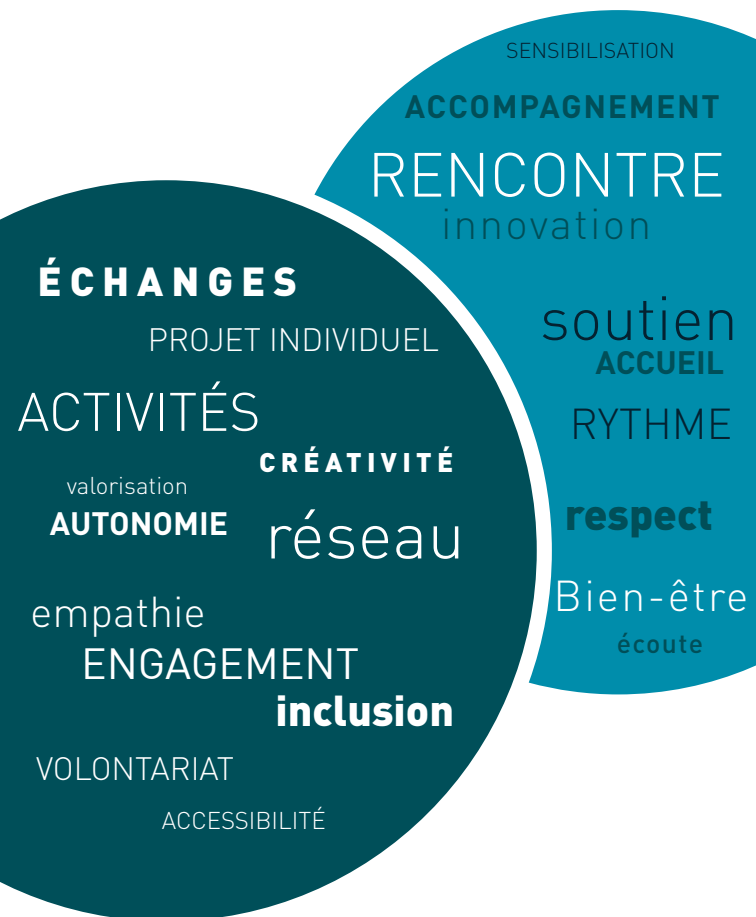 SENSIBILISATION
ACCOMPAGNEMENT
RENCONTRE
innovation
soutien
ACCUEIL
RYTHME
respect
Bien-être
écoute
ÉCHANGES
PROJET INDIVIDUEL
ACTIVITÉS
CRÉATIVITÉ
valorisation
AUTONOMIE
réseau
empathie
ENGAGEMENT
inclusion
VOLONTARIAT
ACCESSIBILITÉ